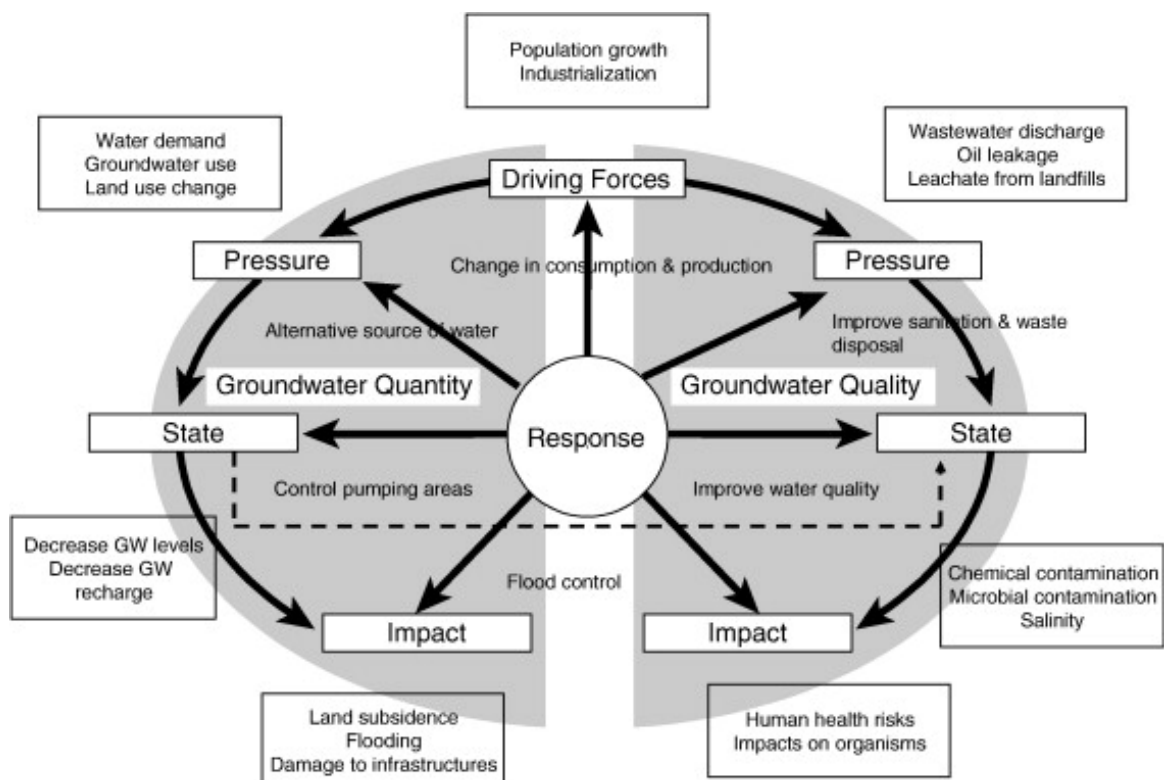 Population growth
Industrialization
Water demand
Groundwater use
Land use change
Wastewater discharge
Oil leakage
Leachate from landfills
Driving Forces
Pressure
Pressure
Change in consumption & production
Alternative source of water
Improve sanitation & waste
disposal
Groundwater Quantity
Groundwater Quality
State
Response
State
Control pumping areas
Improve water quality
Decrease GW levels
Decrease GW
recharge
Flood control
Chemical contamination
Microbial contamination
Salinity
Impact
Impact
Land subsidence
Flooding
Damage to infrastructures
Human health risks
Impacts on organisms